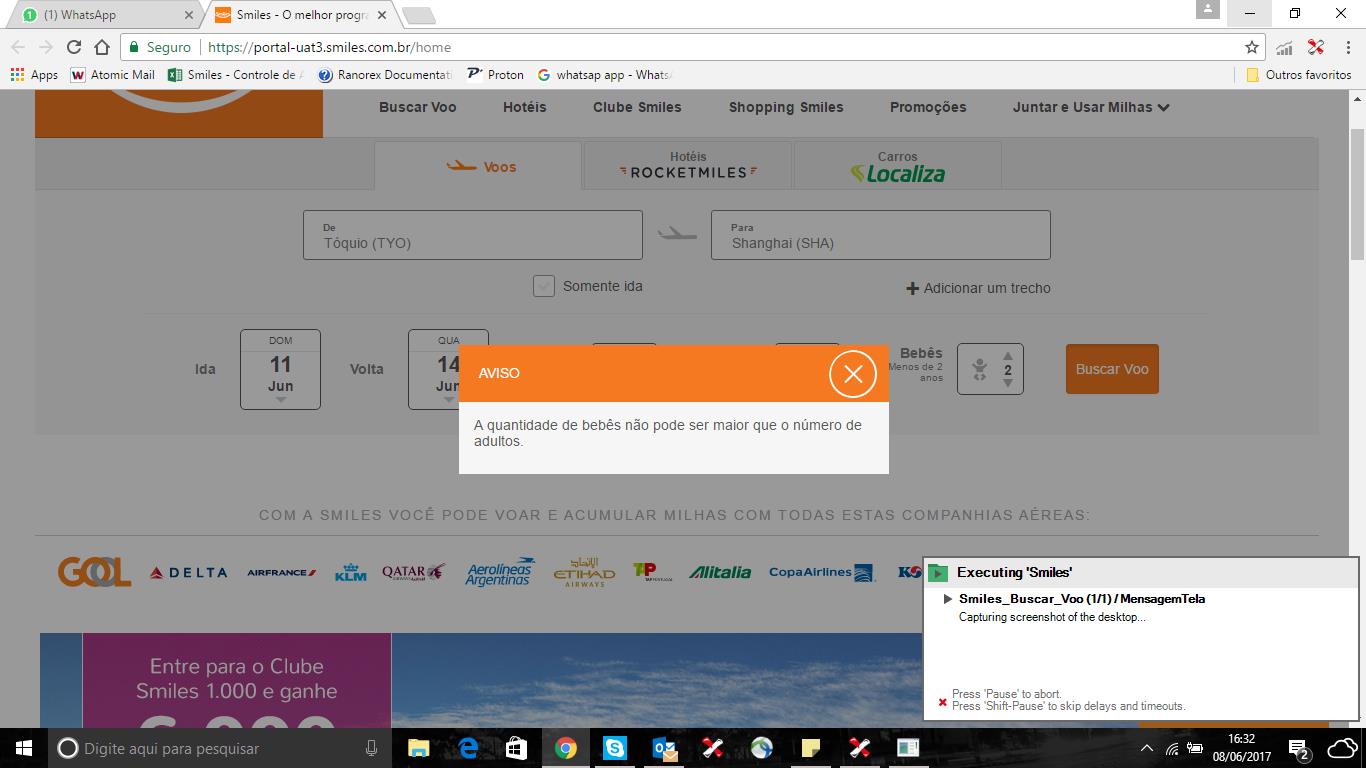 (1) WhatsApp
Smiles - O melhor progra
Seguro
https://portal-uat3.smiles.com.br/home
Apps
Atomic Mail
Smiles - Controle de A
Ranorex Documentati
Proton
whatsap app - WhatsA
Outros favoritos
Buscar Voo
Hotéis
Clube Smiles
Shopping Smiles
Promoções
Juntar e Usar Milhas
Voos
Hotéis
ROCKETMILES
Carros
Localiza
De
Tóquio (TYO)
Para
Shanghai (SHA)
Somente ida
Adicionar um trecho
Ida
DOM
11
Jun
Volta
QUA
14
Jun
Bebês
Menos de 2
anos
2
Buscar Voo
AVISO
A quantidade de bebês não pode ser maior que o número de
adultos.
COM A SMILES VOCÊ PODE VOAR E ACUMULAR MILHAS COM TODAS ESTAS COMPANHIAS AÉREAS:
GOL
DELTA
AIRFRANCE
KLM
QATAR
AIRWAYS
Aerolíneas
Argentinas
ETIHAD
AIRWAYS
TAP
TAP PORTUGAL
Alitalia
CopaAirlines
Executing 'Smiles'
Smiles_Buscar_Voo (1/1) / MensagemTela
Capturing screenshot of the desktop...
Press 'Pause' to abort.
Press 'Shift-Pause' to skip delays and timeouts.
Entre para o Clube
Smiles 1.000 e ganhe
Digite aqui para pesquisar
16:32
08/06/2017
2